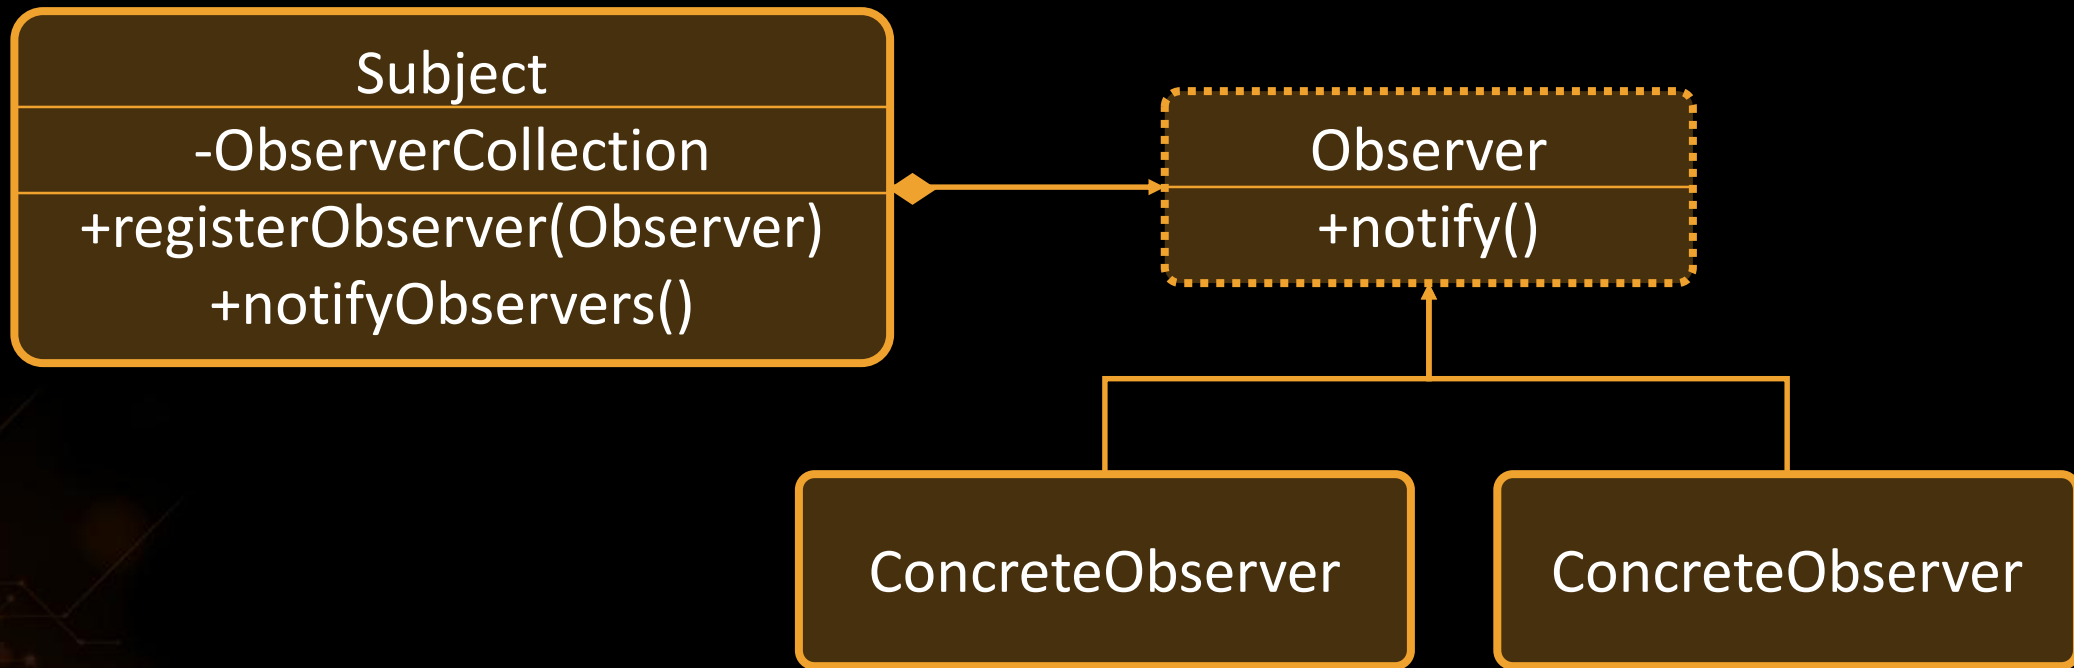 Subject
-ObserverCollection
+registerObserver(Observer)
+notifyObservers()
Observer
+notify()
ConcreteObserver
ConcreteObserver